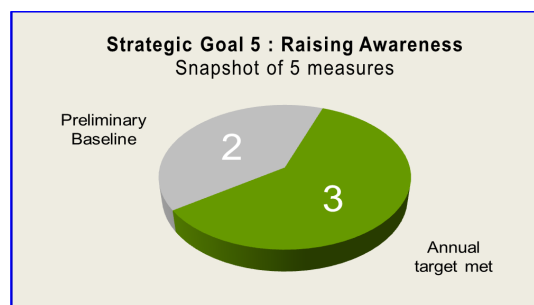 Strategic Goal 5 : Raising Awareness
Snapshot of 5 measures
Preliminary
Baseline
2
3
Annual
target met